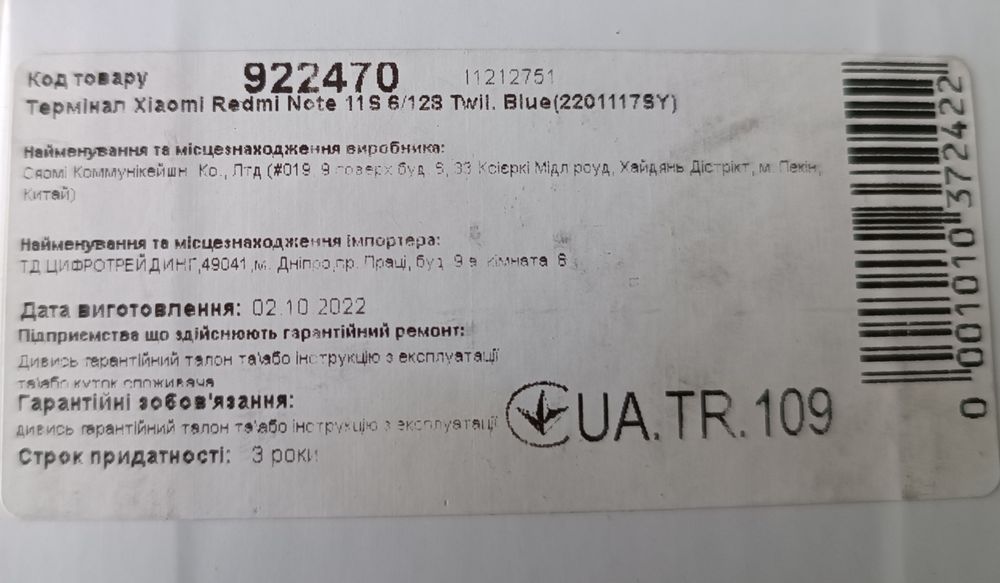 Код товару 922470 11212751
Термінал Xiaomi Redmi Note 11S 6/128 Twil. Blue(2201117SY)
Найменування та місцезнаходження виробника:
Сяомі Коммунікейшн Ко., Лтд (#019, 9 поверх буд. 6, 33 Ксієркі Мідл роуд, Хайдянь Дістрікт, м. Пекін,
Китай)
Найменування та місцезнаходження імпортера:
ТД ЦИФРОТРЕЙДИНГ,49041,м. Дніпро,пр. Праці, буд 9 а кімната 6
Дата виготовлення: 02.10.2022
Підприємства що здійснюють гарантійний ремонт:
Дивись гарантійний талон та\або інструкцію з експлуатації
та\або куток споживача
Гарантійні зобов'язання:
дивись гарантійний талон та\або інструкцію з експлуатації
Строк придатності: 3 роки
UA.TR.109
0 001010 372422